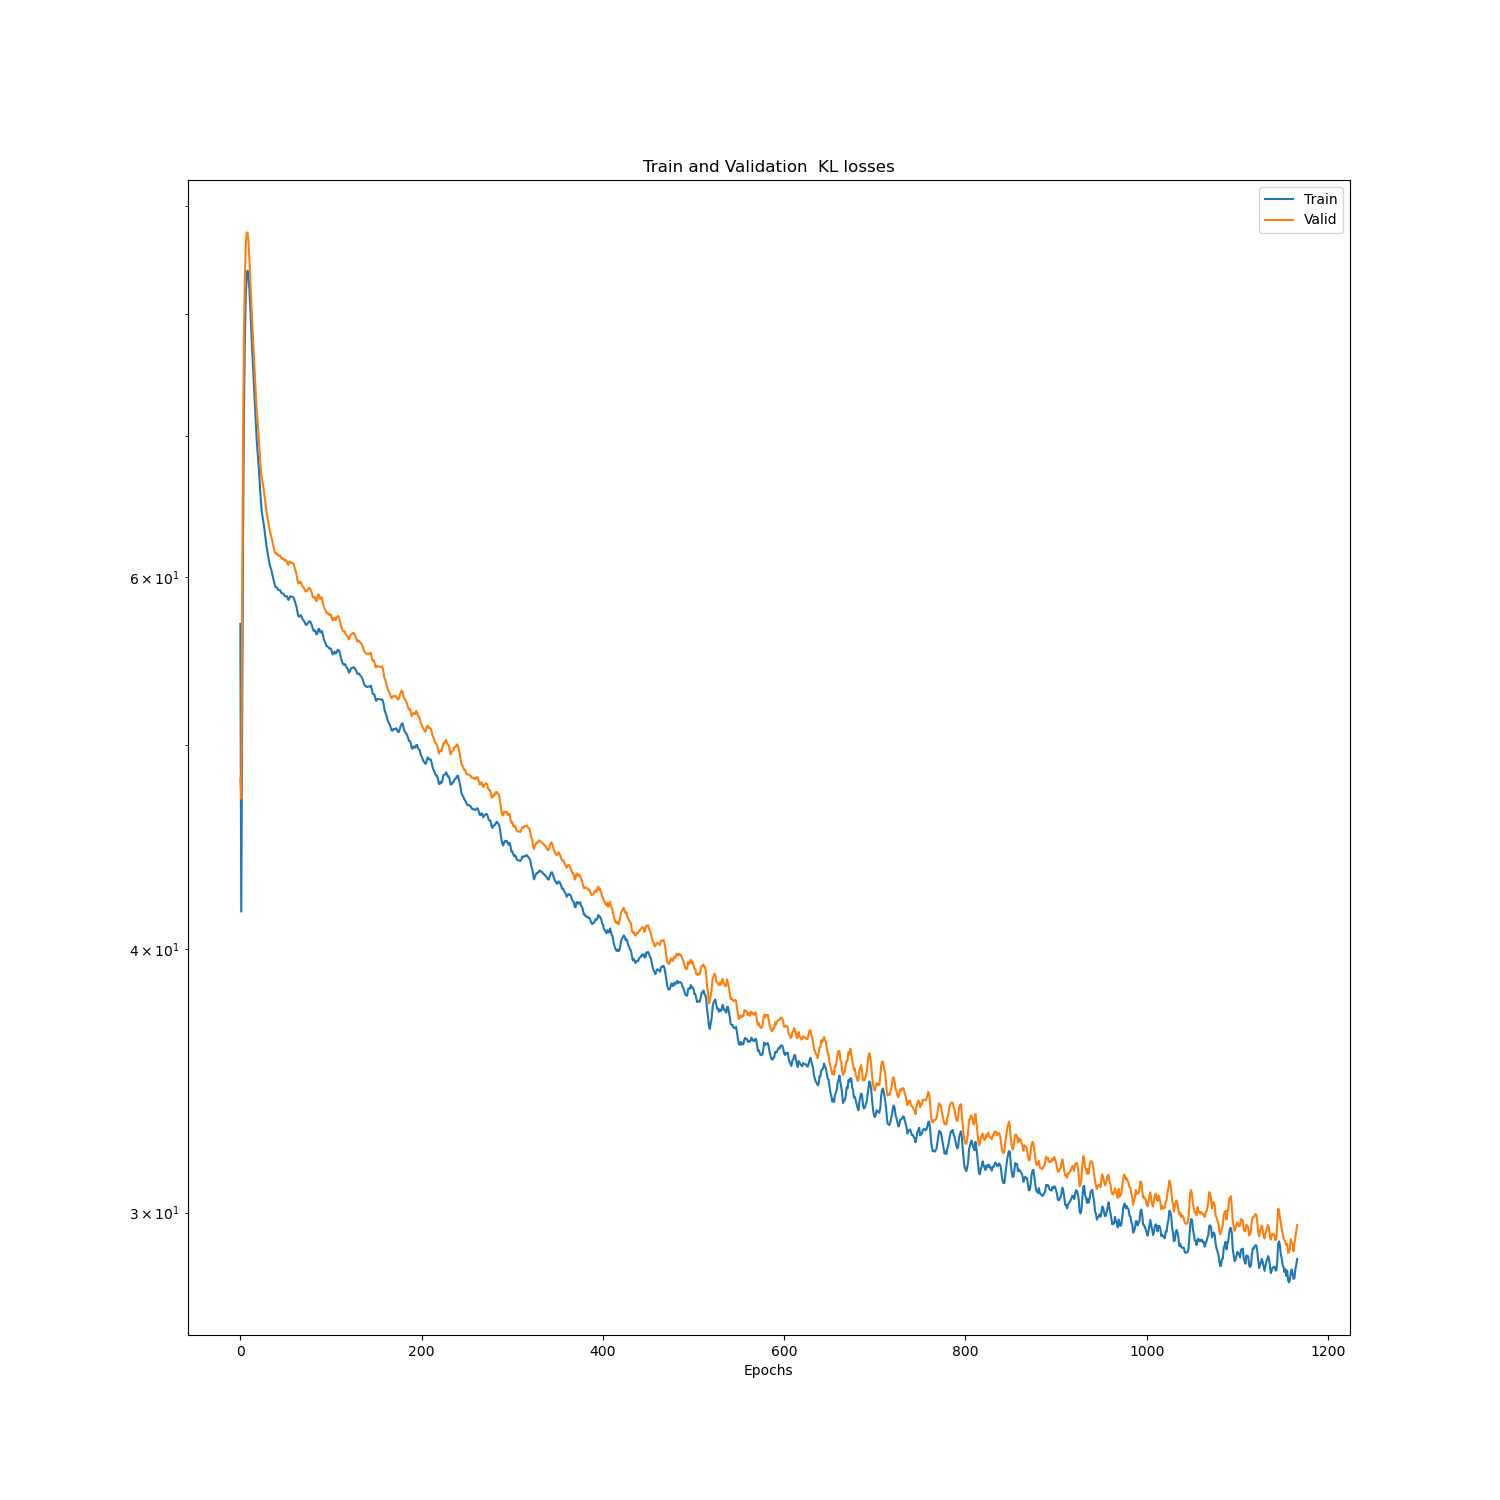 Train and Validation  KL losses
Train
Valid
6 × 10¹
4 × 10¹
3 × 10¹
0 200 400 600 800 1000 1200
Epochs